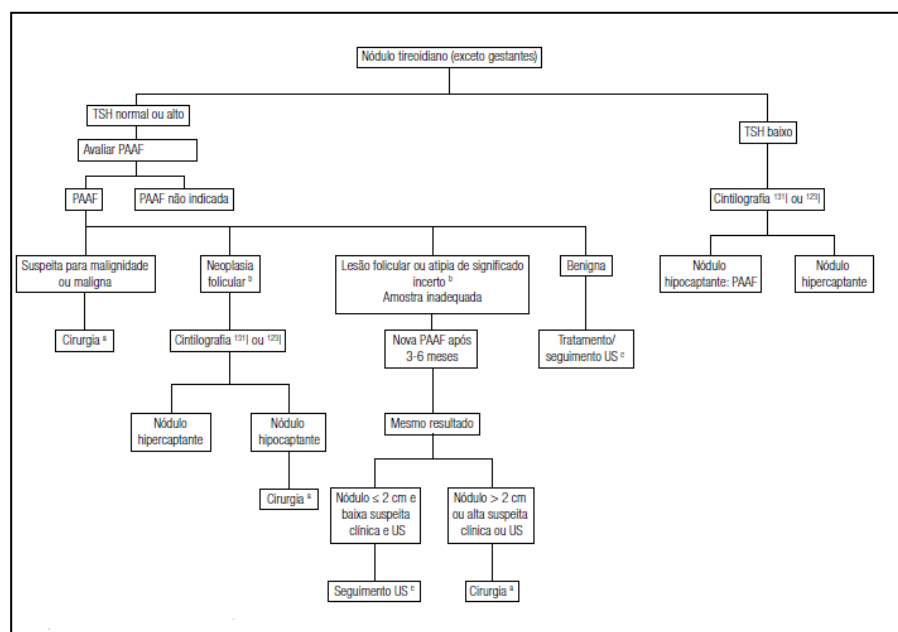 Nódulo tireoidiano (exceto gestantes)
TSH normal ou alto
TSH baixo
Avaliar PAAF
PAAF
PAAF não indicada
Cintilografia ¹³¹I ou ¹²³I
Suspeita para malignidade
ou maligna
Neoplasia
folicular ᵇ
Lesão folicular ou atipia de significado
incerto ᵇ
Amostra inadequada
Benigna
Nódulo
hipocaptante: PAAF
Nódulo
hipercaptante
Cirurgia ᵃ
Cintilografia ¹³¹I ou ¹²³I
Nova PAAF após
3-6 meses
Tratamento/
seguimento US ᶜ
Nódulo
hipercaptante
Nódulo
hipocaptante
Mesmo resultado
Cirurgia ᵃ
Nódulo ≤ 2 cm e
baixa suspeita
clínica e US
Nódulo > 2 cm
ou alta suspeita
clínica ou US
Seguimento US ᶜ
Cirurgia ᵃ